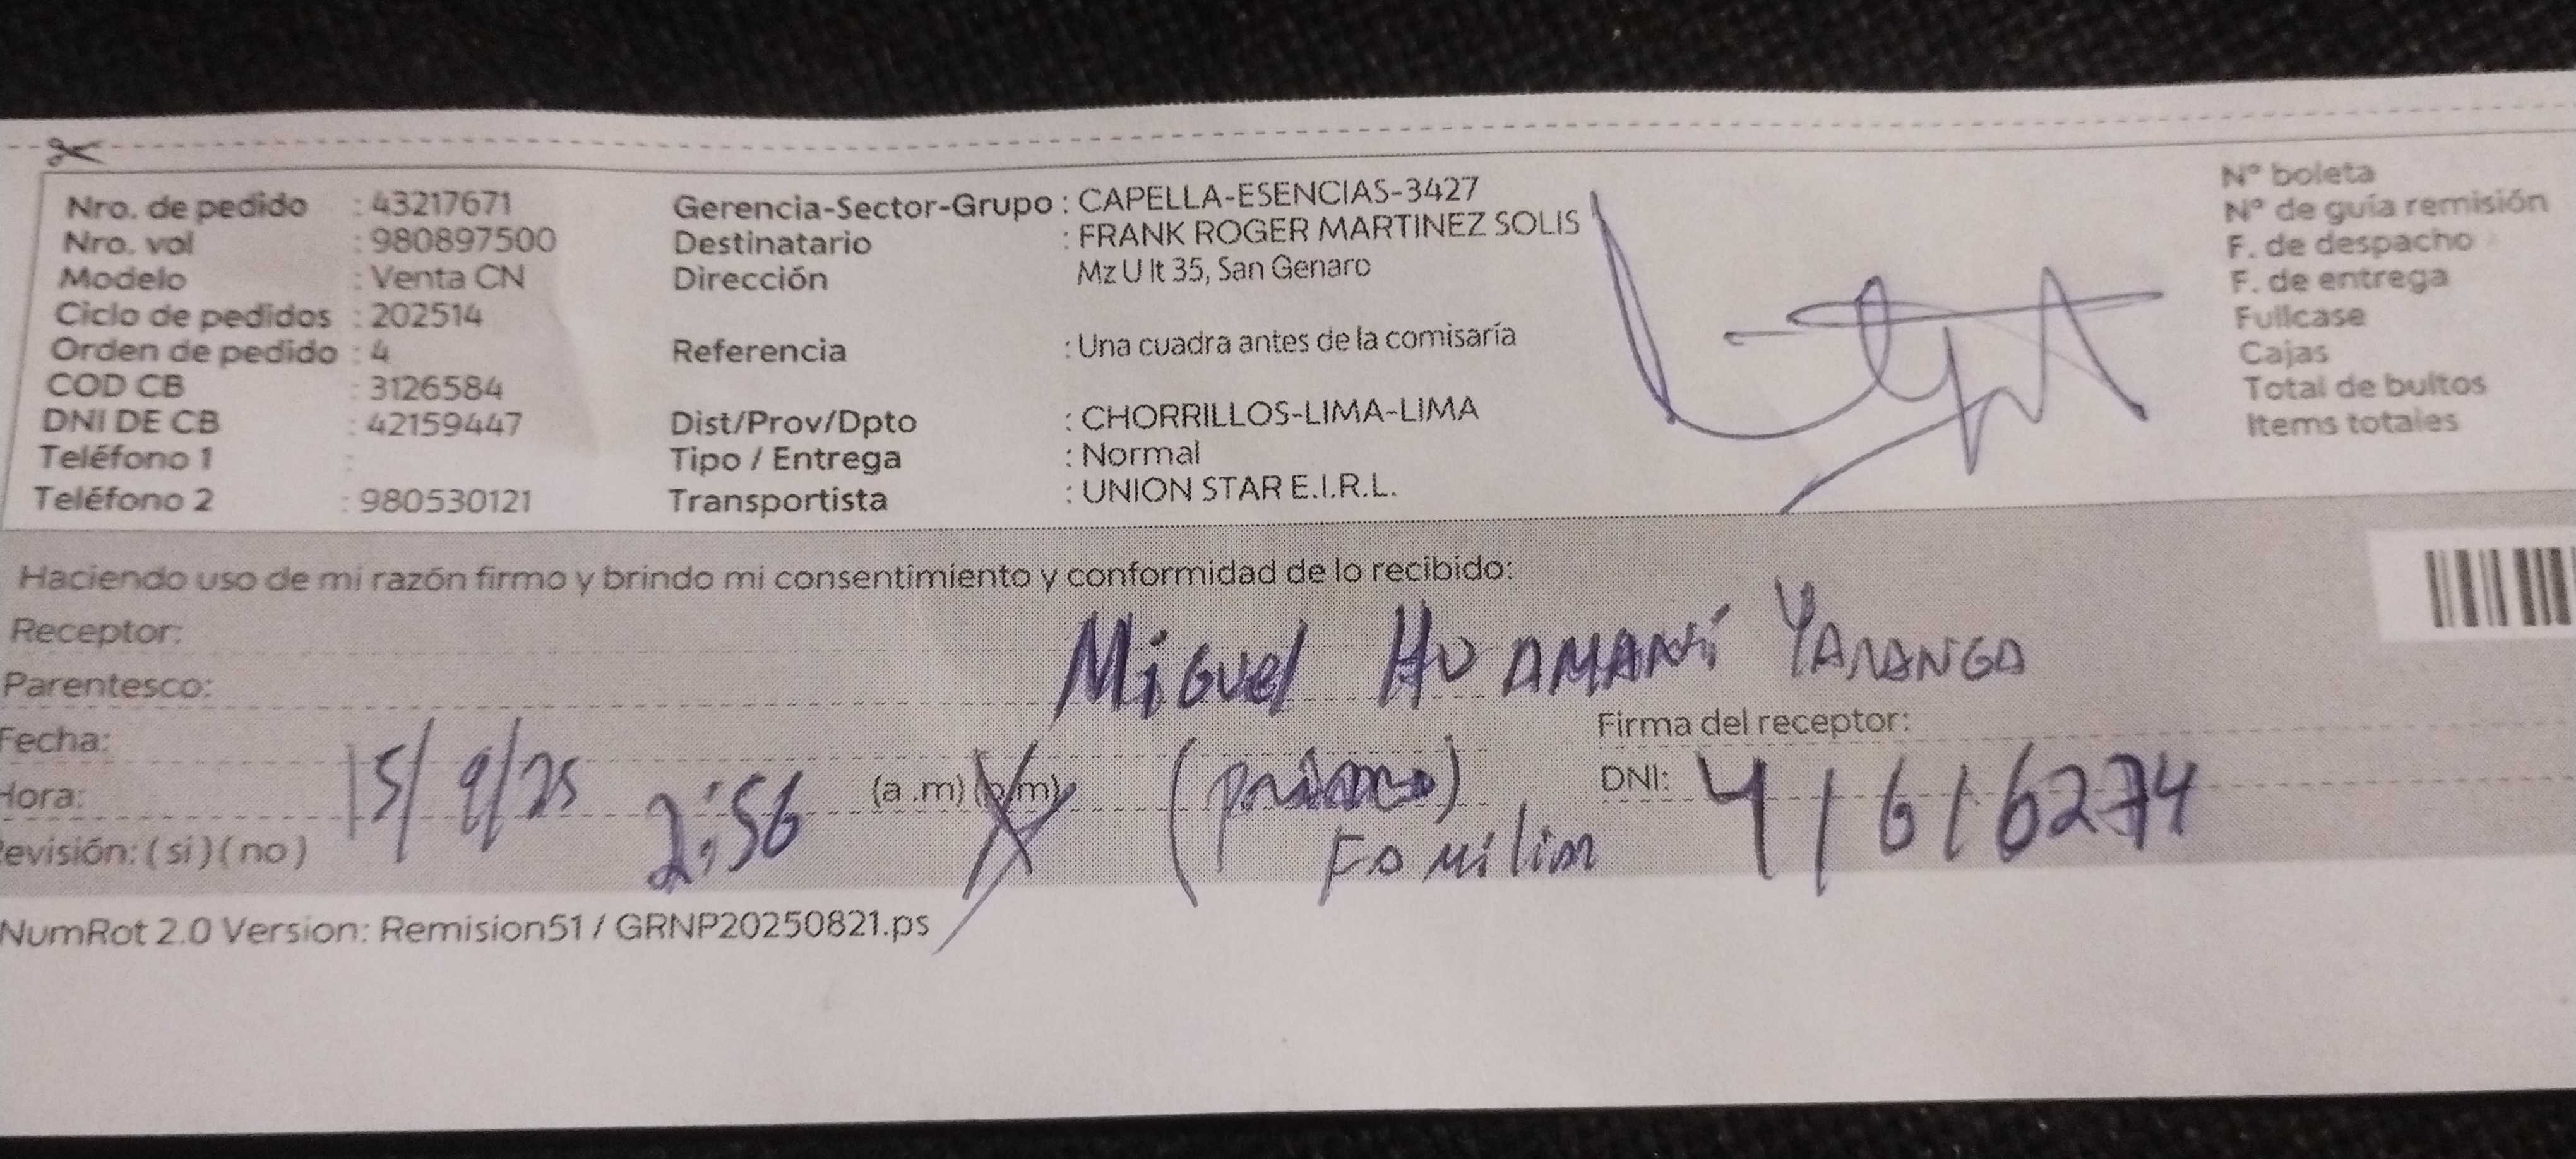 Nro. de pedido : 43217671
Nro. vol : 980897500
Modelo : Venta CN
Ciclo de pedidos : 202514
Orden de pedido : 4
COD CB : 3126584
DNI DE CB : 42159447
Teléfono 1 :
Teléfono 2 : 980530121
Gerencia-Sector-Grupo : CAPELLA-ESENCIAS-3427
Destinatario : FRANK ROGER MARTINEZ SOLIS
Dirección Mz U lt 35, San Genaro
Referencia : Una cuadra antes de la comisaría
Dist/Prov/Dpto : CHORRILLOS-LIMA-LIMA
Tipo / Entrega : Normal
Transportista : UNION STAR E.I.R.L.
N° boleta
N° de guía remisión
F. de despacho
F. de entrega
Fullcase
Cajas
Total de bultos
Items totales
Haciendo uso de mi razón firmo y brindo mi consentimiento y conformidad de lo recibido:
Receptor: Miguel HUAMANÍ YARANGA
Parentesco:
Firma del receptor:
Fecha: 15/9/25
(primo)
DNI: 41616274
Hora: 2:56 (a .m) (p.m)
Familiar
evisión: ( si ) ( no )
NumRot 2.0 Version: Remision51 / GRNP20250821.ps